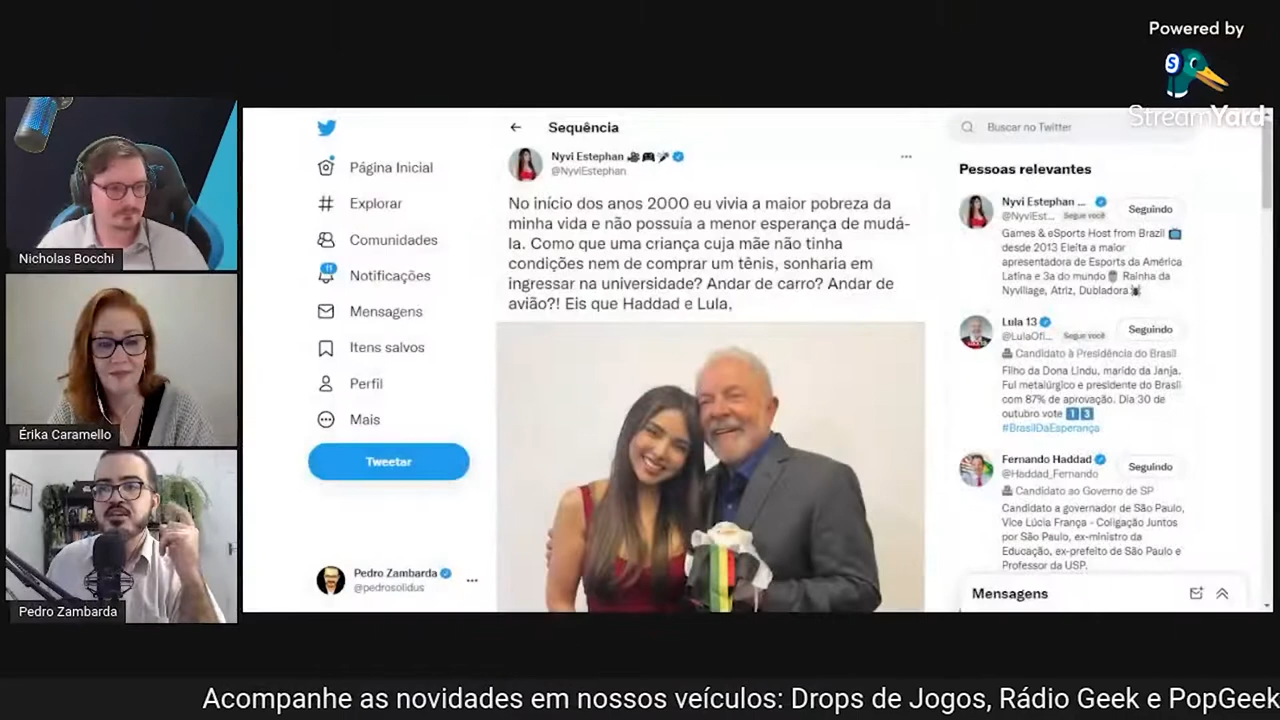 Powered by
StreamYard
Nicholas Bocchi
Érika Caramello
Pedro Zambarda
Página Inicial
Explorar
Comunidades
11
Notificações
Mensagens
Itens salvos
Perfil
Mais
Tweetar
Pedro Zambarda
@pedrosolidus
Sequência
Nyvi Estephan
@NyviEstephan
No início dos anos 2000 eu vivia a maior pobreza da
minha vida e não possuía a menor esperança de mudá-
la. Como que uma criança cuja mãe não tinha
condições nem de comprar um tênis, sonharia em
ingressar na universidade? Andar de carro? Andar de
avião?! Eis que Haddad e Lula,
Buscar no Twitter
Pessoas relevantes
Nyvi Estephan ...
@NyviEst... Segue você
Seguindo
Games & eSports Host from Brazil
desde 2013 Eleita a maior
apresentadora de Esports da América
Latina e 3a do mundo Rainha da
Nyvillage, Atriz, Dubladora
Lula 13
@LulaOfi... Segue você
Seguindo
Candidato à Presidência do Brasil
Filho da Dona Lindu, marido da Janja.
Fui metalúrgico e presidente do Brasil
com 87% de aprovação. Dia 30 de
outubro vote 1 3
#BrasilDaEsperança
Fernando Haddad
@Haddad_Fernando
Seguindo
Candidato ao Governo de SP
Candidato a governador de São Paulo,
Vice Lúcia França - Coligação Juntos
por São Paulo, ex-ministro da
Educação, ex-prefeito de São Paulo e
Professor da USP.
Mensagens
Acompanhe as novidades em nossos veículos: Drops de Jogos, Rádio Geek e PopGeek